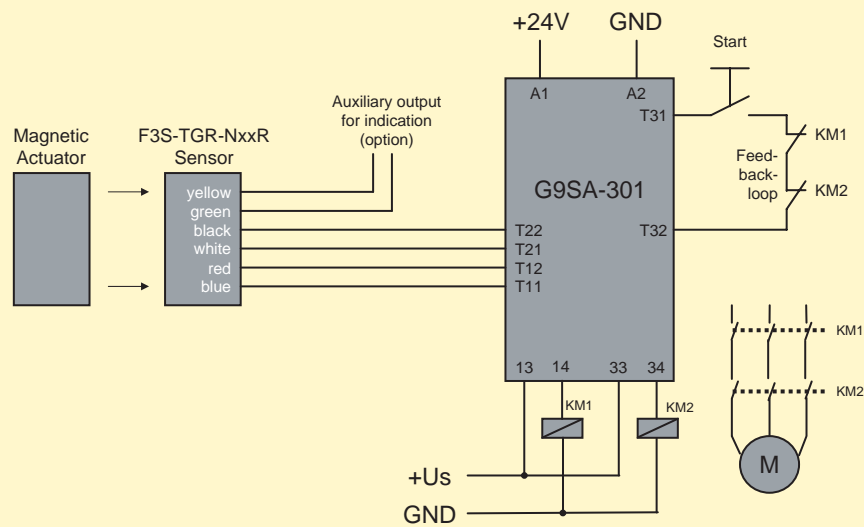 +24V
GND
Start
A1
A2
T31
Auxiliary output
for indication
(option)
Magnetic
Actuator
F3S-TGR-NxxR
Sensor
KM1
Feed-
back-
loop
KM2
G9SA-301
yellow
green
black
white
red
blue
T22
T21
T12
T11
T32
KM1
KM2
13
14
33
34
KM1
KM2
M
+Us
GND